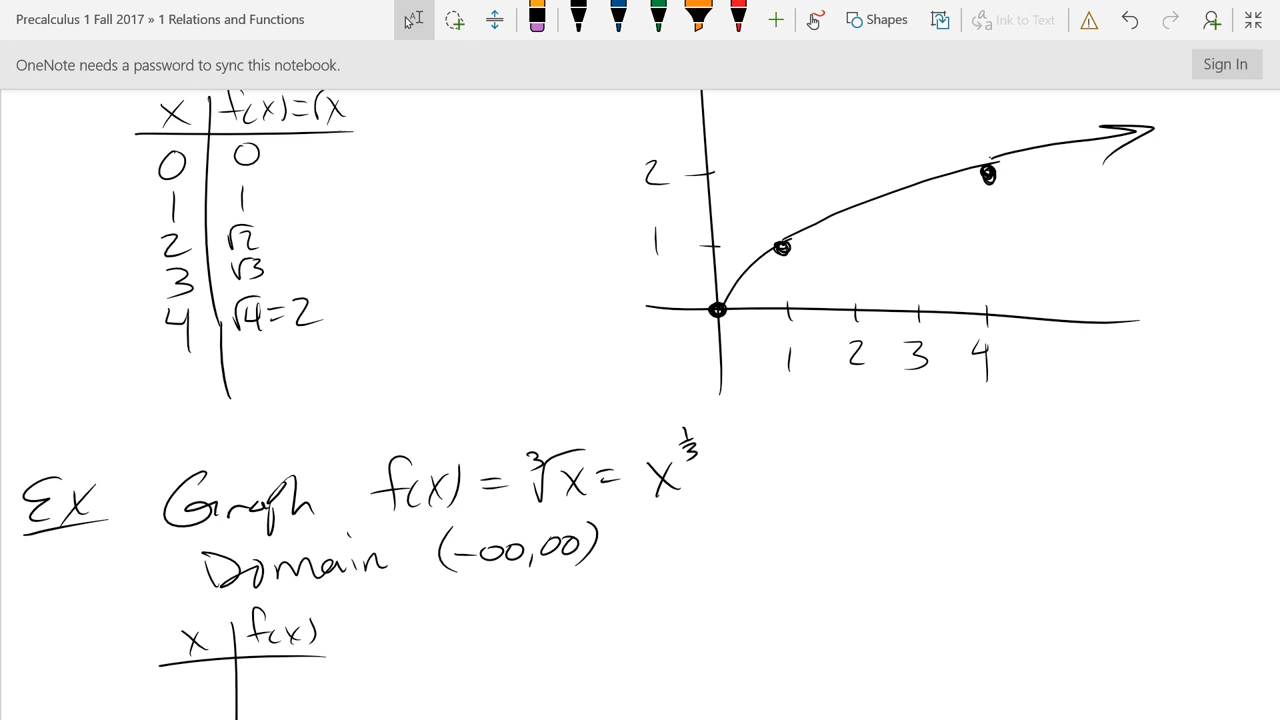 Precalculus 1 Fall 2017 » 1 Relations and Functions
Shapes
Ink to Text
OneNote needs a password to sync this notebook.
Sign In
x f(x)=√x
0 0
1 1
2 √2
3 √3
4 √4=2
2
1
1 2 3 4
Ex Graph f(x) = ∛x = x^(1/3)
Domain (-∞,∞)
x f(x)